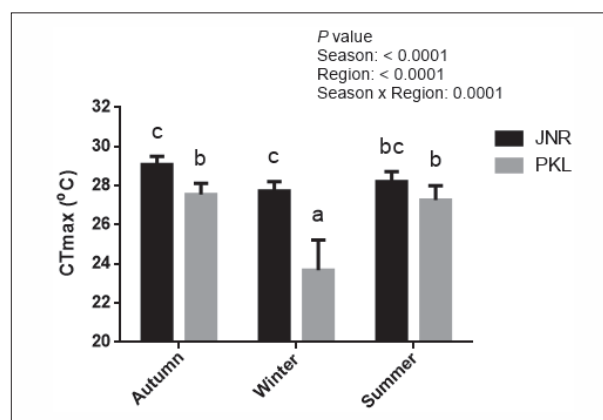 P value
Season: < 0.0001
Region: < 0.0001
Season x Region: 0.0001
JNR
PKL
CTmax (°C)
32
30
28
26
24
22
20
c
b
c
a
bc
b
Autumn
Winter
Summer